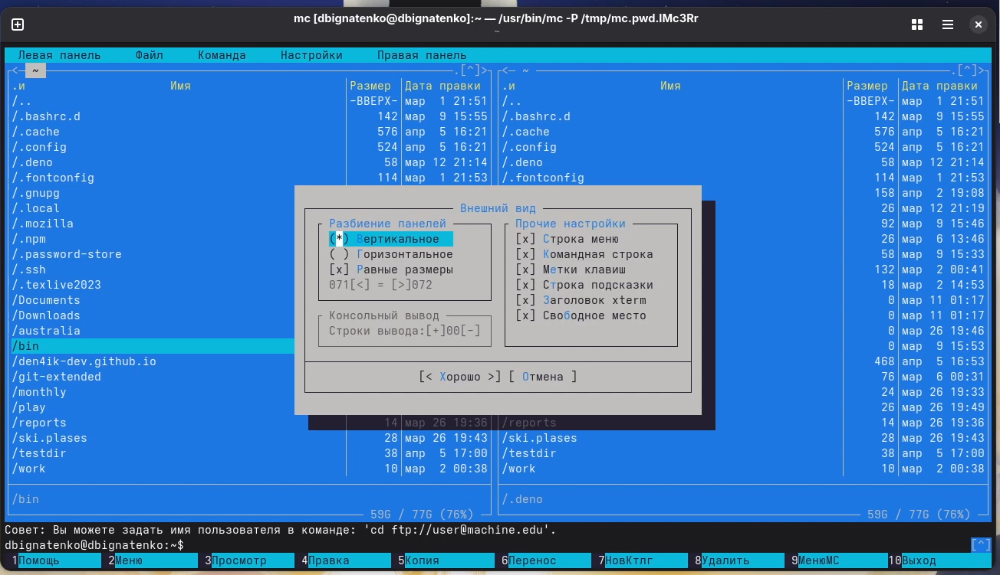 mc [dbignatenko@dbignatenko]:~ — /usr/bin/mc -P /tmp/mc.pwd.lMc3Rr
~
Левая панель Файл Команда Настройки Правая панель
<— ~ .[^]> <— ~ .[^]>
.и Имя Размер Дата правки .и Имя Размер Дата правки
/.. -ВВЕРХ- мар 1 21:51 /.. -ВВЕРХ- мар 1 21:51
/.bashrc.d 142 мар 9 15:55 /.bashrc.d 142 мар 9 15:55
/.cache 576 апр 5 16:21 /.cache 576 апр 5 16:21
/.config 524 апр 5 16:21 /.config 524 апр 5 16:21
/.deno 58 мар 12 21:14 /.deno 58 мар 12 21:14
/.fontconfig 114 мар 1 21:53 /.fontconfig 114 мар 1 21:53
/.gnupg 158 апр 2 19:08
/.local Внешний вид 26 мар 12 21:19
/.mozilla Разбиение панелей Прочие настройки 92 мар 9 15:46
/.npm (*) Вертикальное [x] Строка меню 26 мар 6 13:46
/.password-store ( ) Горизонтальное [x] Командная строка 58 мар 9 15:33
/.ssh [x] Равные размеры [x] Метки клавиш 132 мар 2 00:41
/.texlive2023 071[<] = [>]072 [x] Строка подсказки 18 мар 2 14:53
/Documents [x] Заголовок xterm 0 мар 11 01:17
/Downloads Консольный вывод [x] Свободное место 0 мар 11 01:17
/australia Строки вывода:[+]00[-] 0 мар 26 19:46
/bin 0 мар 9 15:53
/den4ik-dev.github.io 468 апр 5 16:53
/git-extended [< Хорошо >] [ Отмена ] 76 мар 6 00:31
/monthly 24 мар 26 19:33
/play 26 мар 26 19:49
/reports 14 мар 26 19:36 /reports 14 мар 26 19:36
/ski.plases 28 мар 26 19:43 /ski.plases 28 мар 26 19:43
/testdir 38 апр 5 17:00 /testdir 38 апр 5 17:00
/work 10 мар 2 00:38 /work 10 мар 2 00:38
/bin /.deno
59G / 77G (76%) 59G / 77G (76%)
Совет: Вы можете задать имя пользователя в команде: 'cd ftp://user@machine.edu'.
dbignatenko@dbignatenko:~$ [^]
1Помощь 2Меню 3Просмотр 4Правка 5Копия 6Перенос 7НовКтлг 8Удалить 9МенюМС 10Выход